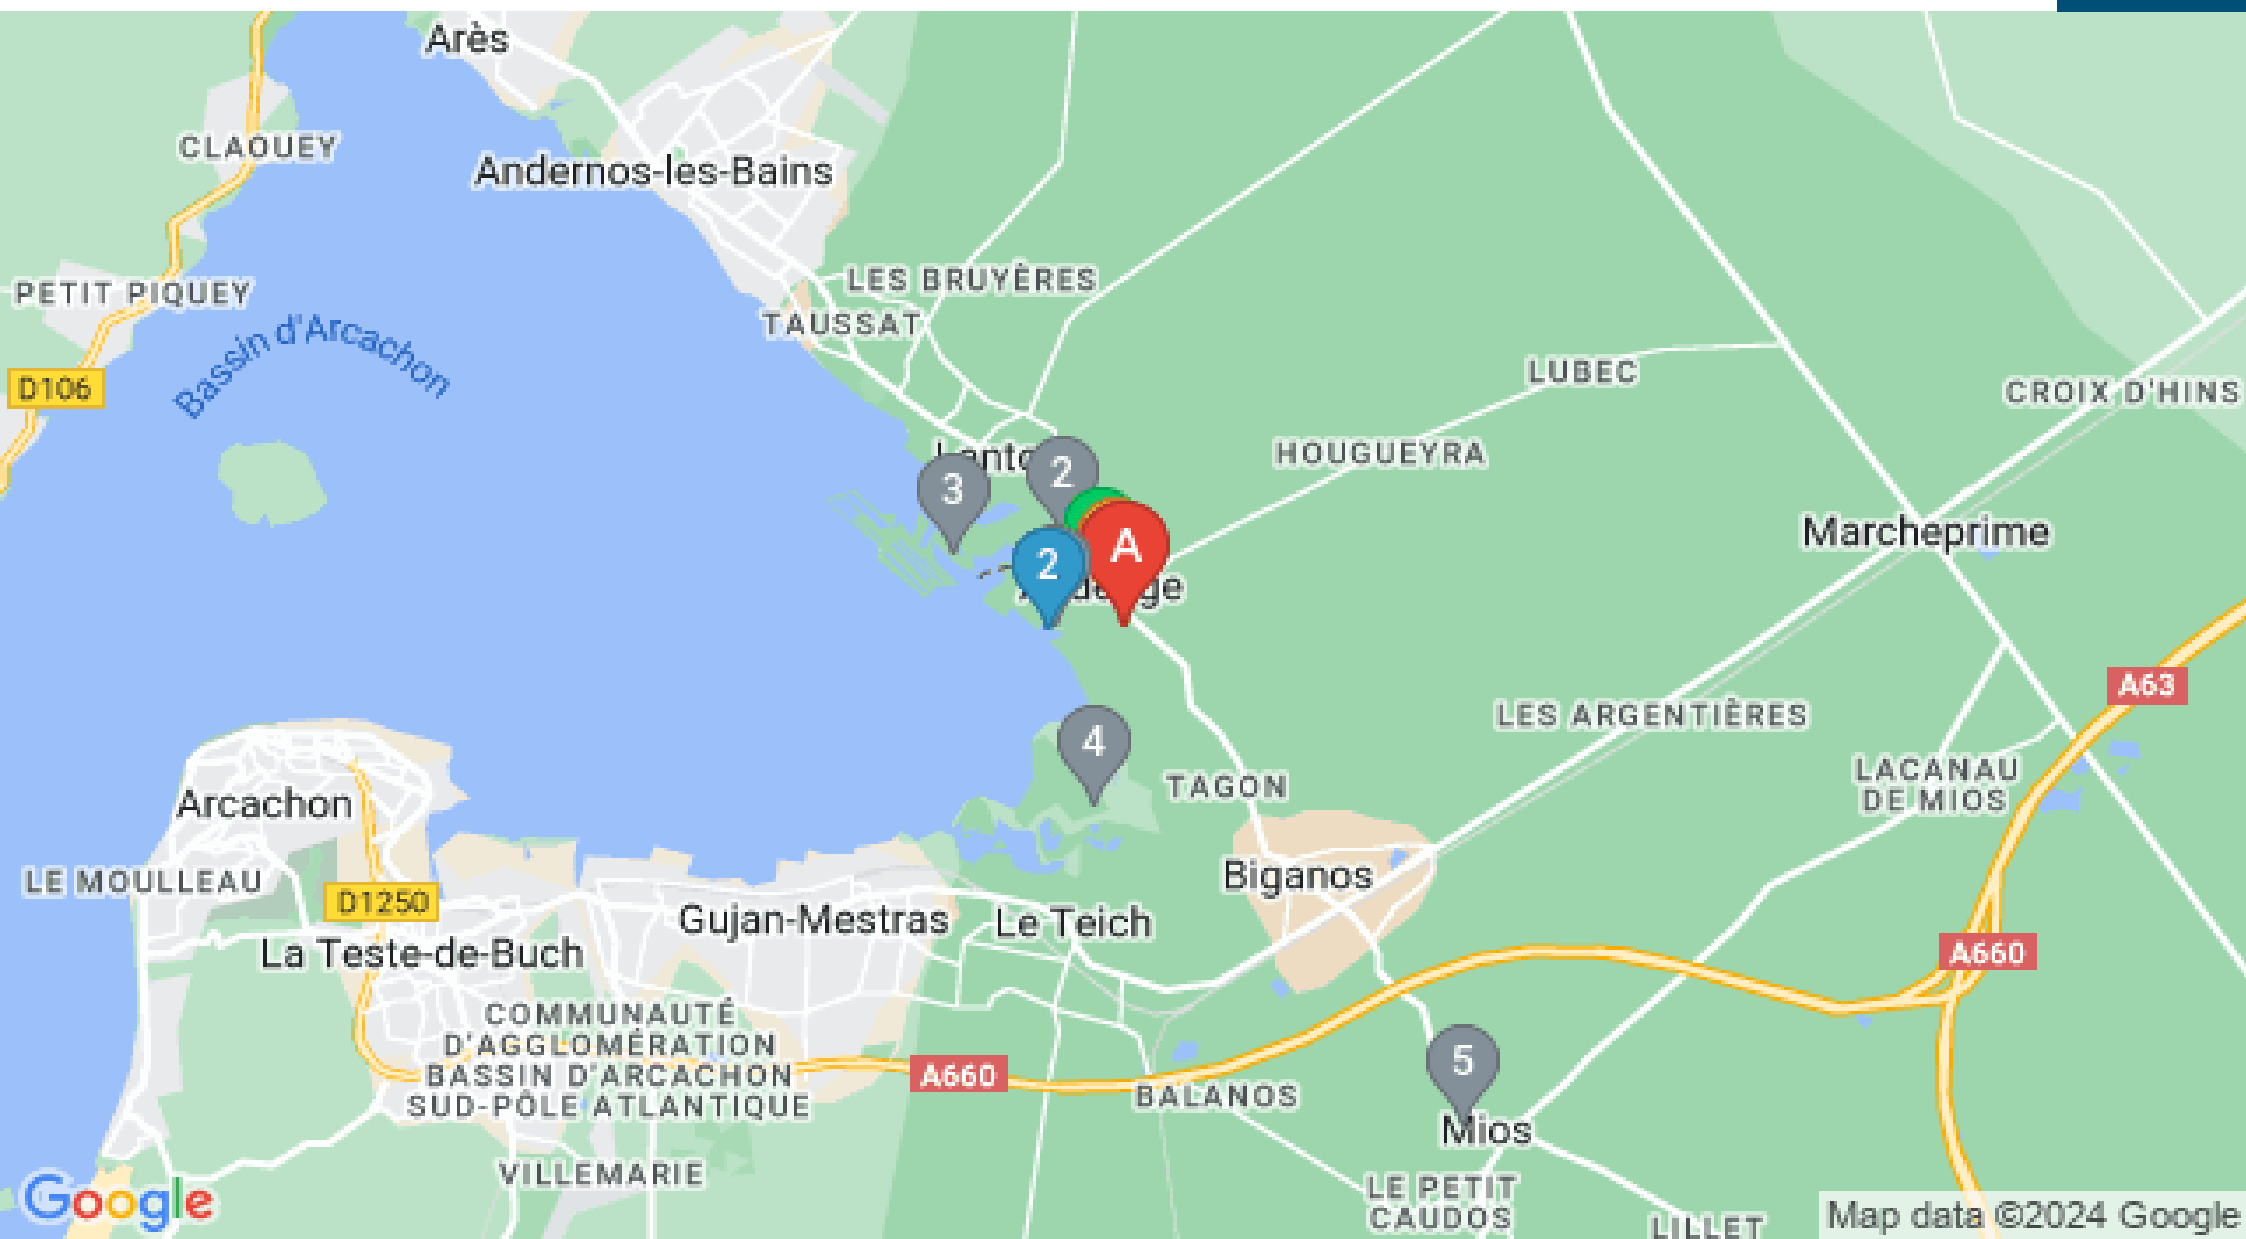 Arès
CLAOUEY
Andernos-les-Bains
LES BRUYÈRES
PETIT PIQUEY
TAUSSAT
Bassin d'Arcachon
D106
LUBEC
CROIX D'HINS
HOUGUEYRA
2
3
A
2
Marcheprime
A63
LES ARGENTIÈRES
4
TAGON
LACANAU
DE MIOS
Arcachon
LE MOULLEAU
Biganos
D1250
Gujan-Mestras
Le Teich
La Teste-de-Buch
A660
COMMUNAUTÉ
D'AGGLOMÉRATION
BASSIN D'ARCACHON
SUD-PÔLE ATLANTIQUE
A660
5
BALANOS
Mios
VILLEMARIE
LE PETIT
CAUDOS
LILLET
Google
Map data ©2024 Google